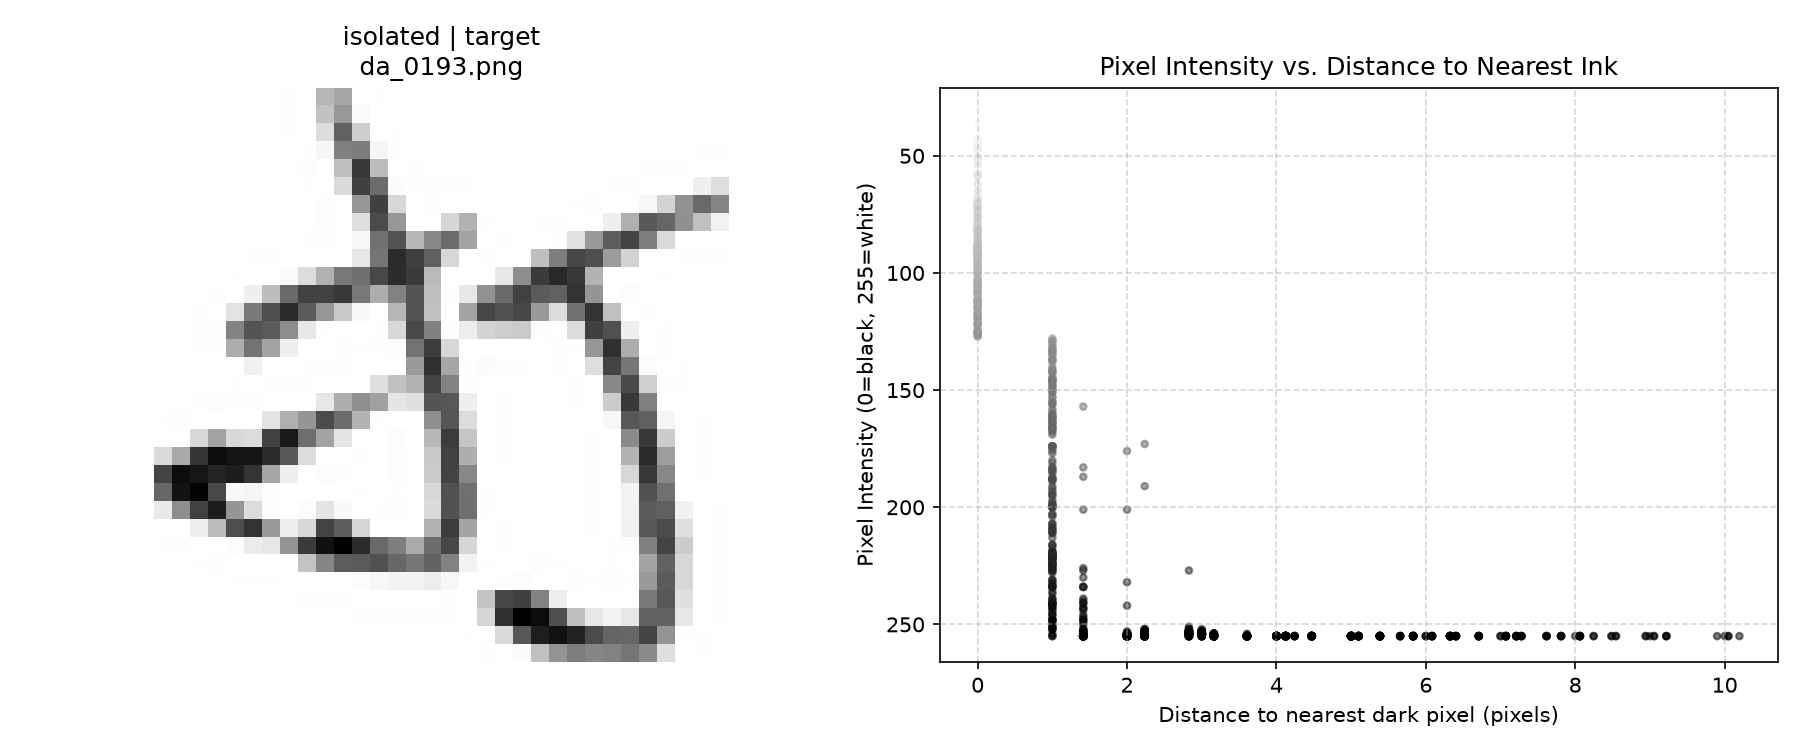 isolated | target
da_0193.png
Pixel Intensity vs. Distance to Nearest Ink
Pixel Intensity (0=black, 255=white)
50
100
150
200
250
0 2 4 6 8 10
Distance to nearest dark pixel (pixels)